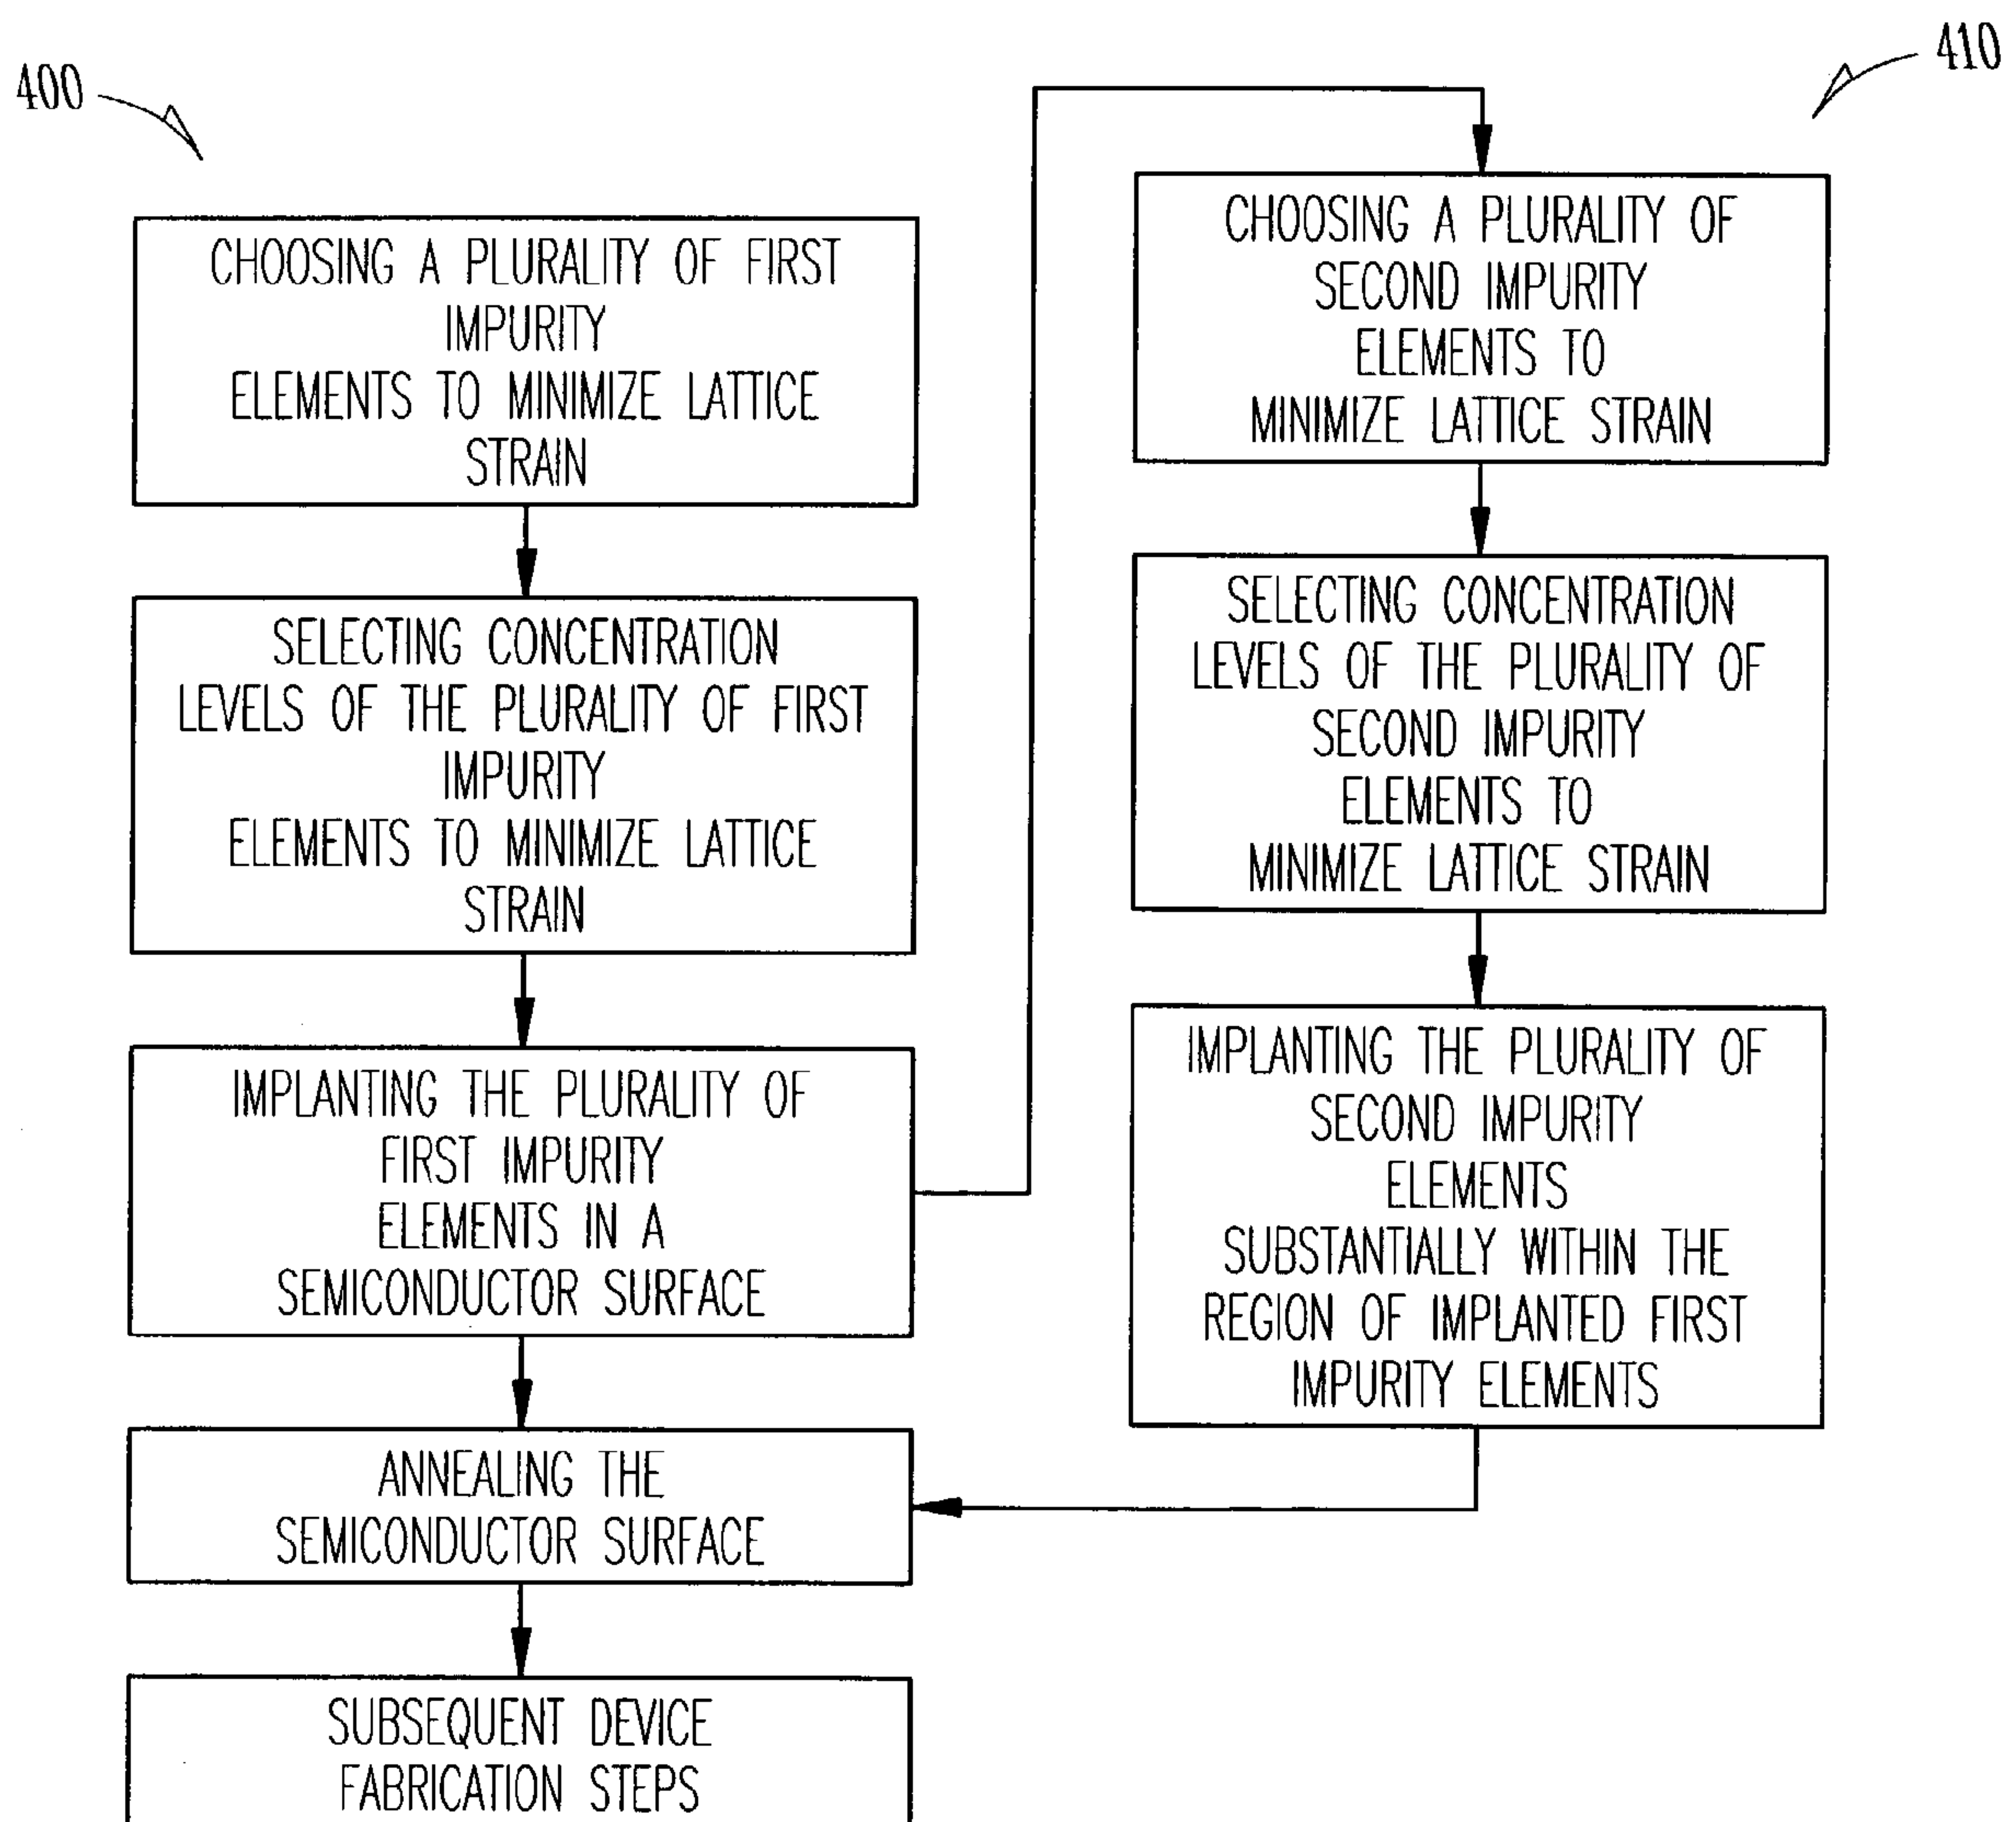 400
CHOOSING A PLURALITY OF FIRST
IMPURITY
ELEMENTS TO MINIMIZE LATTICE
STRAIN
SELECTING CONCENTRATION
LEVELS OF THE PLURALITY OF FIRST
IMPURITY
ELEMENTS TO MINIMIZE LATTICE
STRAIN
IMPLANTING THE PLURALITY OF
FIRST IMPURITY
ELEMENTS IN A
SEMICONDUCTOR SURFACE
ANNEALING THE
SEMICONDUCTOR SURFACE
SUBSEQUENT DEVICE
FABRICATION STEPS
410
CHOOSING A PLURALITY OF
SECOND IMPURITY
ELEMENTS TO
MINIMIZE LATTICE STRAIN
SELECTING CONCENTRATION
LEVELS OF THE PLURALITY OF
SECOND IMPURITY
ELEMENTS TO
MINIMIZE LATTICE STRAIN
IMPLANTING THE PLURALITY OF
SECOND IMPURITY
ELEMENTS
SUBSTANTIALLY WITHIN THE
REGION OF IMPLANTED FIRST
IMPURITY ELEMENTS